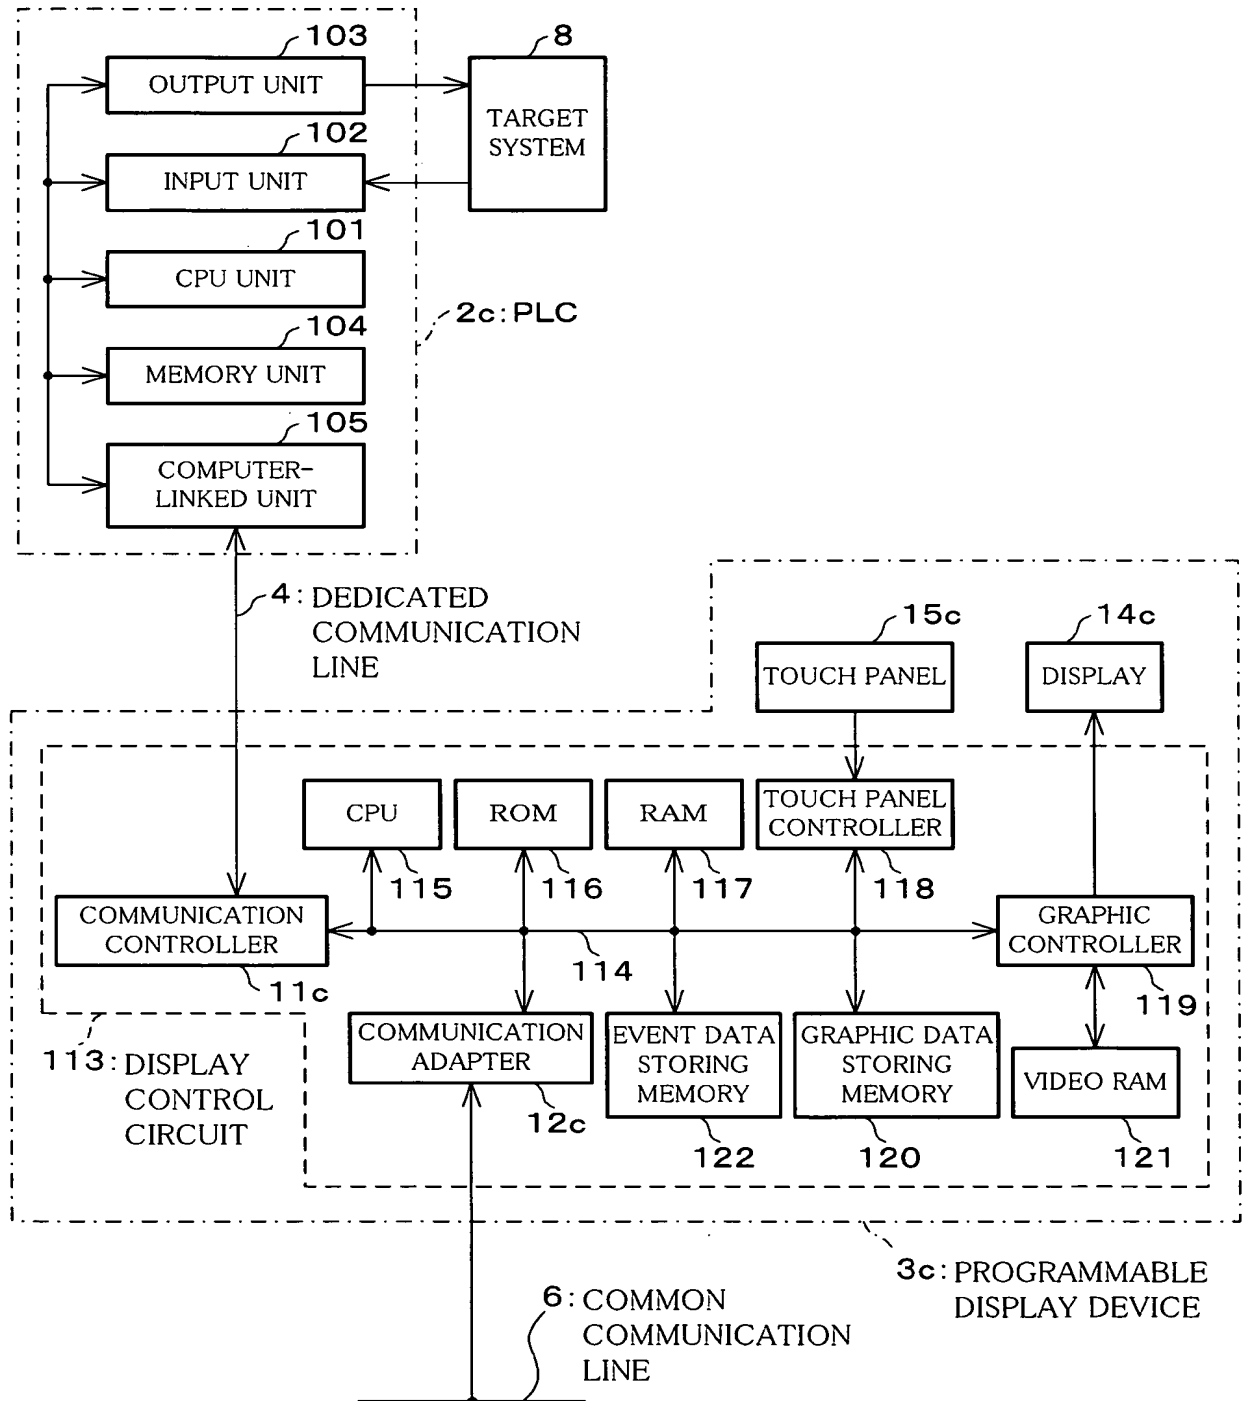 103
OUTPUT UNIT
8
TARGET
SYSTEM
102
INPUT UNIT
101
CPU UNIT
2c: PLC
104
MEMORY UNIT
105
COMPUTER-
LINKED UNIT
4: DEDICATED
COMMUNICATION
LINE
15c
TOUCH PANEL
14c
DISPLAY
CPU
115
ROM
116
RAM
117
TOUCH PANEL
CONTROLLER
118
COMMUNICATION
CONTROLLER
11c
114
GRAPHIC
CONTROLLER
119
113: DISPLAY
CONTROL
CIRCUIT
COMMUNICATION
ADAPTER
12c
EVENT DATA
STORING
MEMORY
122
GRAPHIC DATA
STORING
MEMORY
120
VIDEO RAM
121
3c: PROGRAMMABLE
DISPLAY DEVICE
6: COMMON
COMMUNICATION
LINE